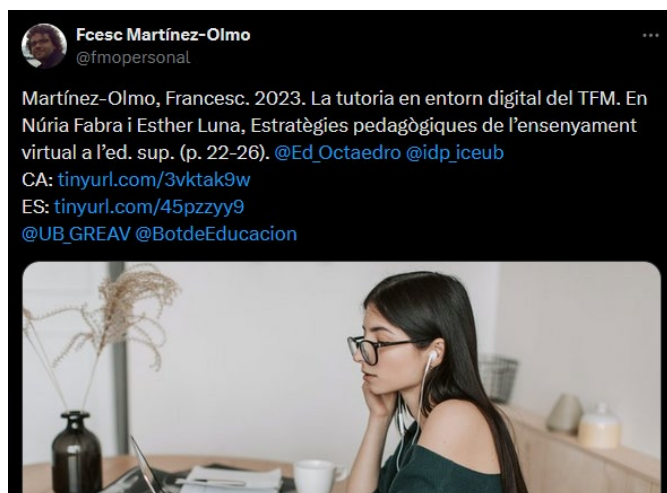 Fcesc Martínez-Olmo
@fmopersonal
Martínez-Olmo, Francesc. 2023. La tutoria en entorn digital del TFM. En
Núria Fabra i Esther Luna, Estratègies pedagògiques de l’ensenyament
virtual a l’ed. sup. (p. 22-26). @Ed_Octaedro @idp_iceub
CA: tinyurl.com/3vktak9w
ES: tinyurl.com/45pzzyy9
@UB_GREAV @BotdeEducacion